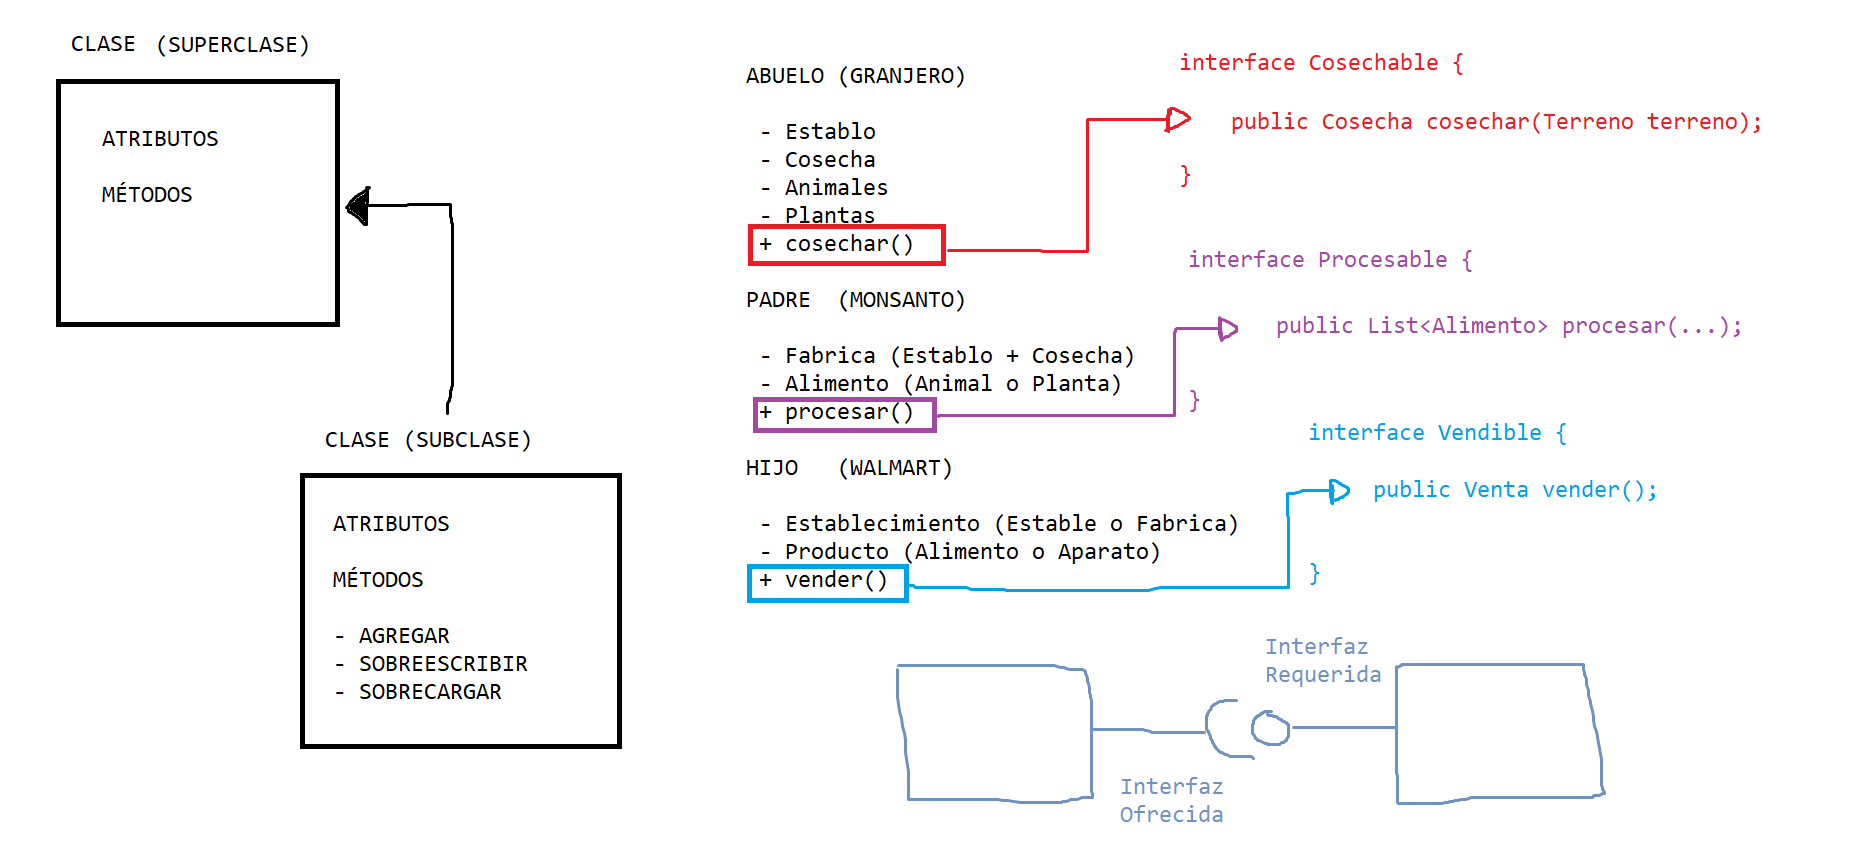 CLASE (SUPERCLASE)
ATRIBUTOS
MÉTODOS
CLASE (SUBCLASE)
ATRIBUTOS
MÉTODOS
- AGREGAR
- SOBREESCRIBIR
- SOBRECARGAR
ABUELO (GRANJERO)
- Establo
- Cosecha
- Animales
- Plantas
+ cosechar()
PADRE (MONSANTO)
- Fabrica (Establo + Cosecha)
- Alimento (Animal o Planta)
+ procesar()
HIJO (WALMART)
- Establecimiento (Estable o Fabrica)
- Producto (Alimento o Aparato)
+ vender()
interface Cosechable {
public Cosecha cosechar(Terreno terreno);
}
interface Procesable {
public List<Alimento> procesar(...);
}
interface Vendible {
public Venta vender();
}
Interfaz
Requerida
Interfaz
Ofrecida